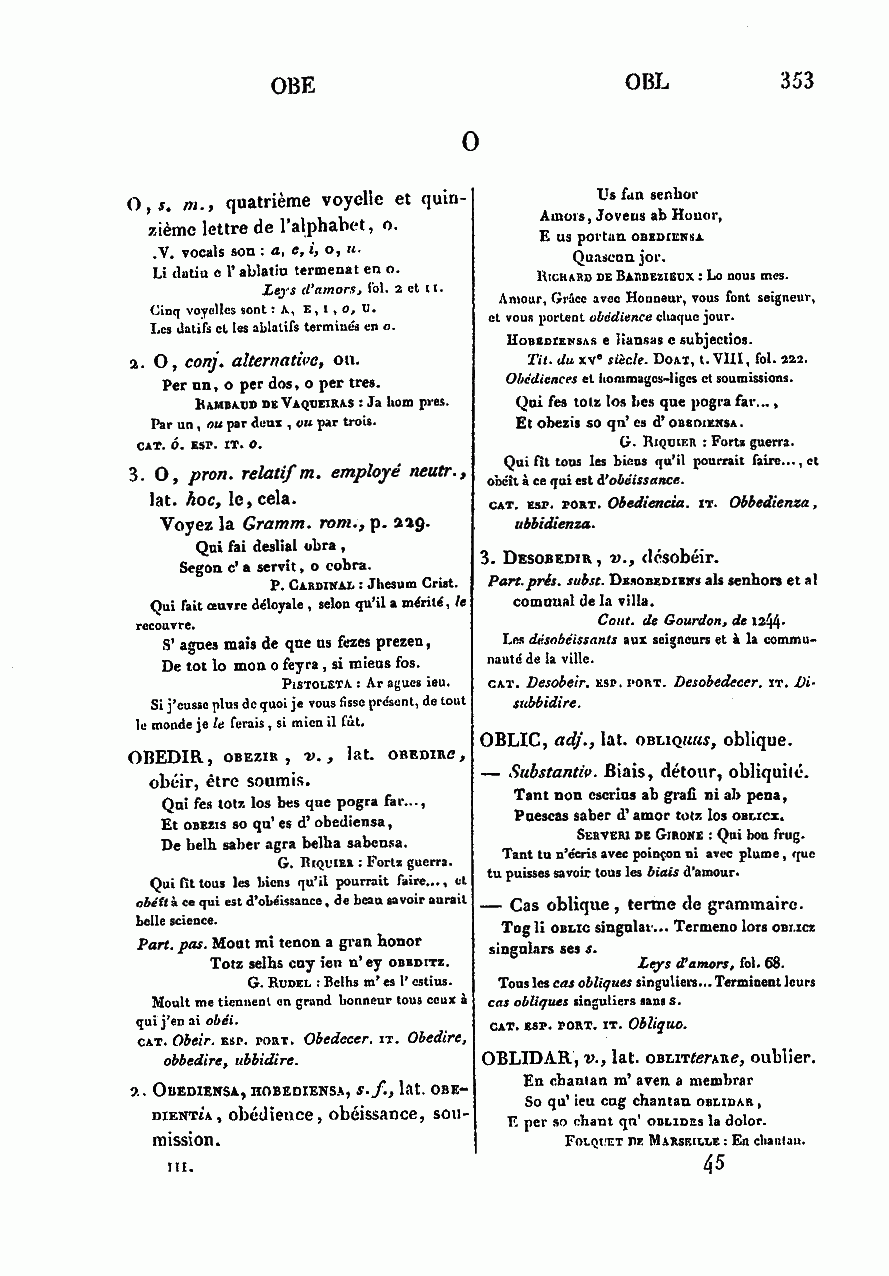 OBE
OBL 353
O
O, s. m., quatrième voyelle et quin-
zième lettre de l'alphabet, o.
.V. vocals son : a, e, i, o, u.
Li datiu e l'ablatiu termenat en o.
Leys d'amors, fol. 2 et 11.
Cinq voyelles sont : A, E, I, O, U.
Les datifs et les ablatifs terminés en o.
2. O, conj. alternative, ou.
Per un, o per dos, o per tres.
RAMBAUD DE VAQUEIRAS : Ja hom pres.
Par un, ou par deux, ou par trois.
CAT. ó. ESP. IT. o.
3. O, pron. relatif m. employé neutr.,
lat. hoc, le, cela.
Voyez la Gramm. rom., p. 229.
Qui fai deslial obra,
Segon c'a servit, o cobra.
P. CARDINAL : Jhesum Crist.
Qui fait œuvre déloyale, selon qu'il a mérité, le
recouvre.
S'agues mais de que us fezes prezen,
De tot lo mon o feyra, si mieus fos.
PISTOLETA : Ar agues ieu.
Si j'eusse plus de quoi je vous fisse présent, de tout
le monde je le ferais, si mien il fût.
OBEDIR, OBEZIR, v., lat. OBEDIRe,
obéir, être soumis.
Qui fes totz los bes que pogra far...,
Et OBEZIS so qu'es d'obediensa,
De belh saber agra belha sabensa.
G. RIQUIER : Fortz guerra.
Qui fît tous les biens qu'il pourrait faire..., et
obéît à ce qui est d'obéissance, de beau savoir aurait
belle science.
Part. pas. Mout mi tenon a gran honor
Totz selhs cuy ien n'ey OBEDITZ.
G. RUDEL : Belhs m'es l'estius.
Moult me tiennent en grand honneur tous ceux à
qui j'en ai obéi.
CAT. Obeir. ESP. PORT. Obedecer. IT. Obedire,
obbedire, ubbidire.
2. OBEDIENSA, HOBEDIENSA, s. f., lat. OBE-
DIENTiA, obédience, obéissance, sou-
mission.
III.
Us fan senhor
Amors, Joveus ab Honor,
E us portan OBEDIENSA
Quascun jor.
RICHARD DE BARBEZIEUX : Lo nous mes.
Amour, Grâce avec Honneur, vous font seigneur,
et vous portent obédience chaque jour.
HOBEDIENSAS e liansas e subjectios.
Tit. du XVe siècle. DOAT, t. VIII, fol. 222.
Obédiences et hommages-liges et soumissions.
Qui fes totz los bes que pogra far...,
Et obezis so qu'es d'OBEDIENSA.
G. RIQUIER : Fortz guerra.
Qui fît tous les biens qu'il pourrait faire..., et
obéît à ce qui est d'obéissance.
CAT. ESP. PORT. Obediencia. IT. Obbedienza,
ubbidienza.
3. DESOBEDIR, v., désobéir.
Part. prés. subst. DESOBEDIENS als senhors et al
comunal de la villa.
Cout. de Gourdon, de 1244.
Les désobéissants aux seigneurs et à la commu-
nauté de la ville.
CAT. Desobeir. ESP. PORT. Desobedecer. IT. Di-
subbidire.
OBLIC, adj., lat. OBLIQuus, oblique.
— Substantiv. Biais, détour, obliquité.
Tant non escrius ab grafi ni ab pena,
Puescas saber d'amor totz los OBLICX.
SERVERI DE GIRONE : Qui bon frug.
Tant tu n'écris avec poinçon ni avec plume, que
tu puisses savoir tous les biais d'amour.
— Cas oblique, terme de grammaire.
Tug li OBLIC singular... Termeno lors OBLICX
singulars ses s.
Leys d'amors, fol. 68.
Tous les cas obliques singuliers... Terminent leurs
cas obliques singuliers sans s.
CAT. ESP. PORT. IT. Obliquo.
OBLIDAR, v., lat. OBLITterARe, oublier.
En chantan m'aven a membrar
So qu'ieu cug chantan OBLIDAR,
E per so chant qu'OBLIDES la dolor.
FOLQUET DE MARSEILLE : En chantan.
45